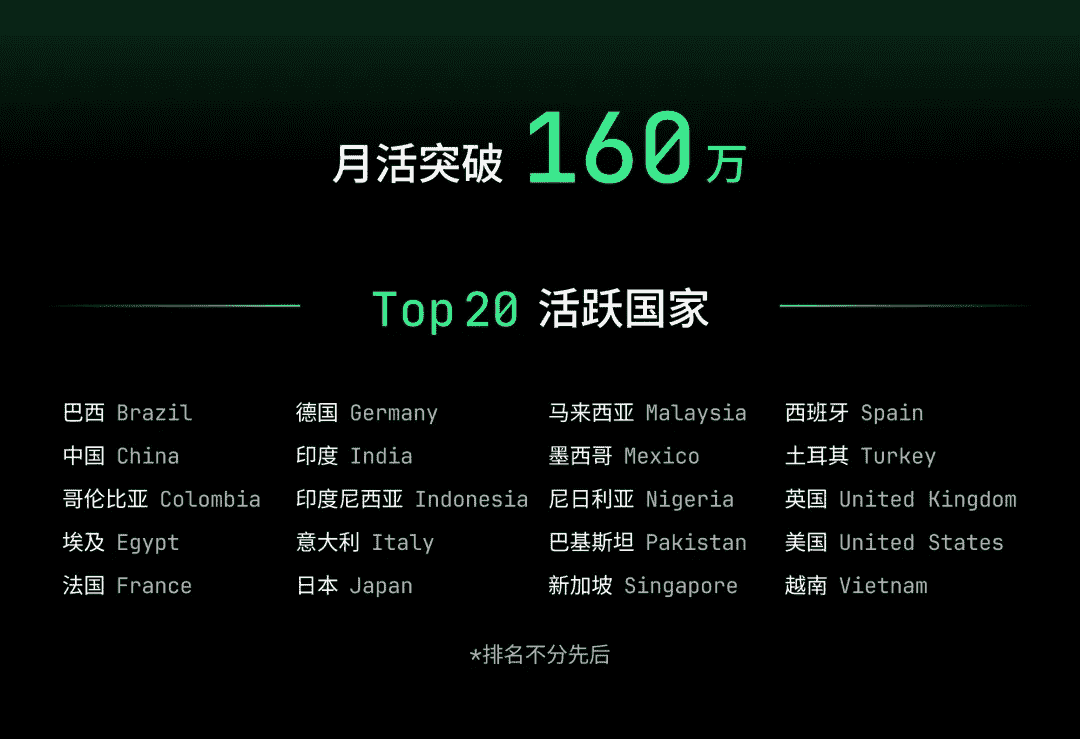 月活突破 160 万
Top 20 活跃国家
巴西 Brazil 德国 Germany 马来西亚 Malaysia 西班牙 Spain
中国 China 印度 India 墨西哥 Mexico 土耳其 Turkey
哥伦比亚 Colombia 印度尼西亚 Indonesia 尼日利亚 Nigeria 英国 United Kingdom
埃及 Egypt 意大利 Italy 巴基斯坦 Pakistan 美国 United States
法国 France 日本 Japan 新加坡 Singapore 越南 Vietnam
*排名不分先后